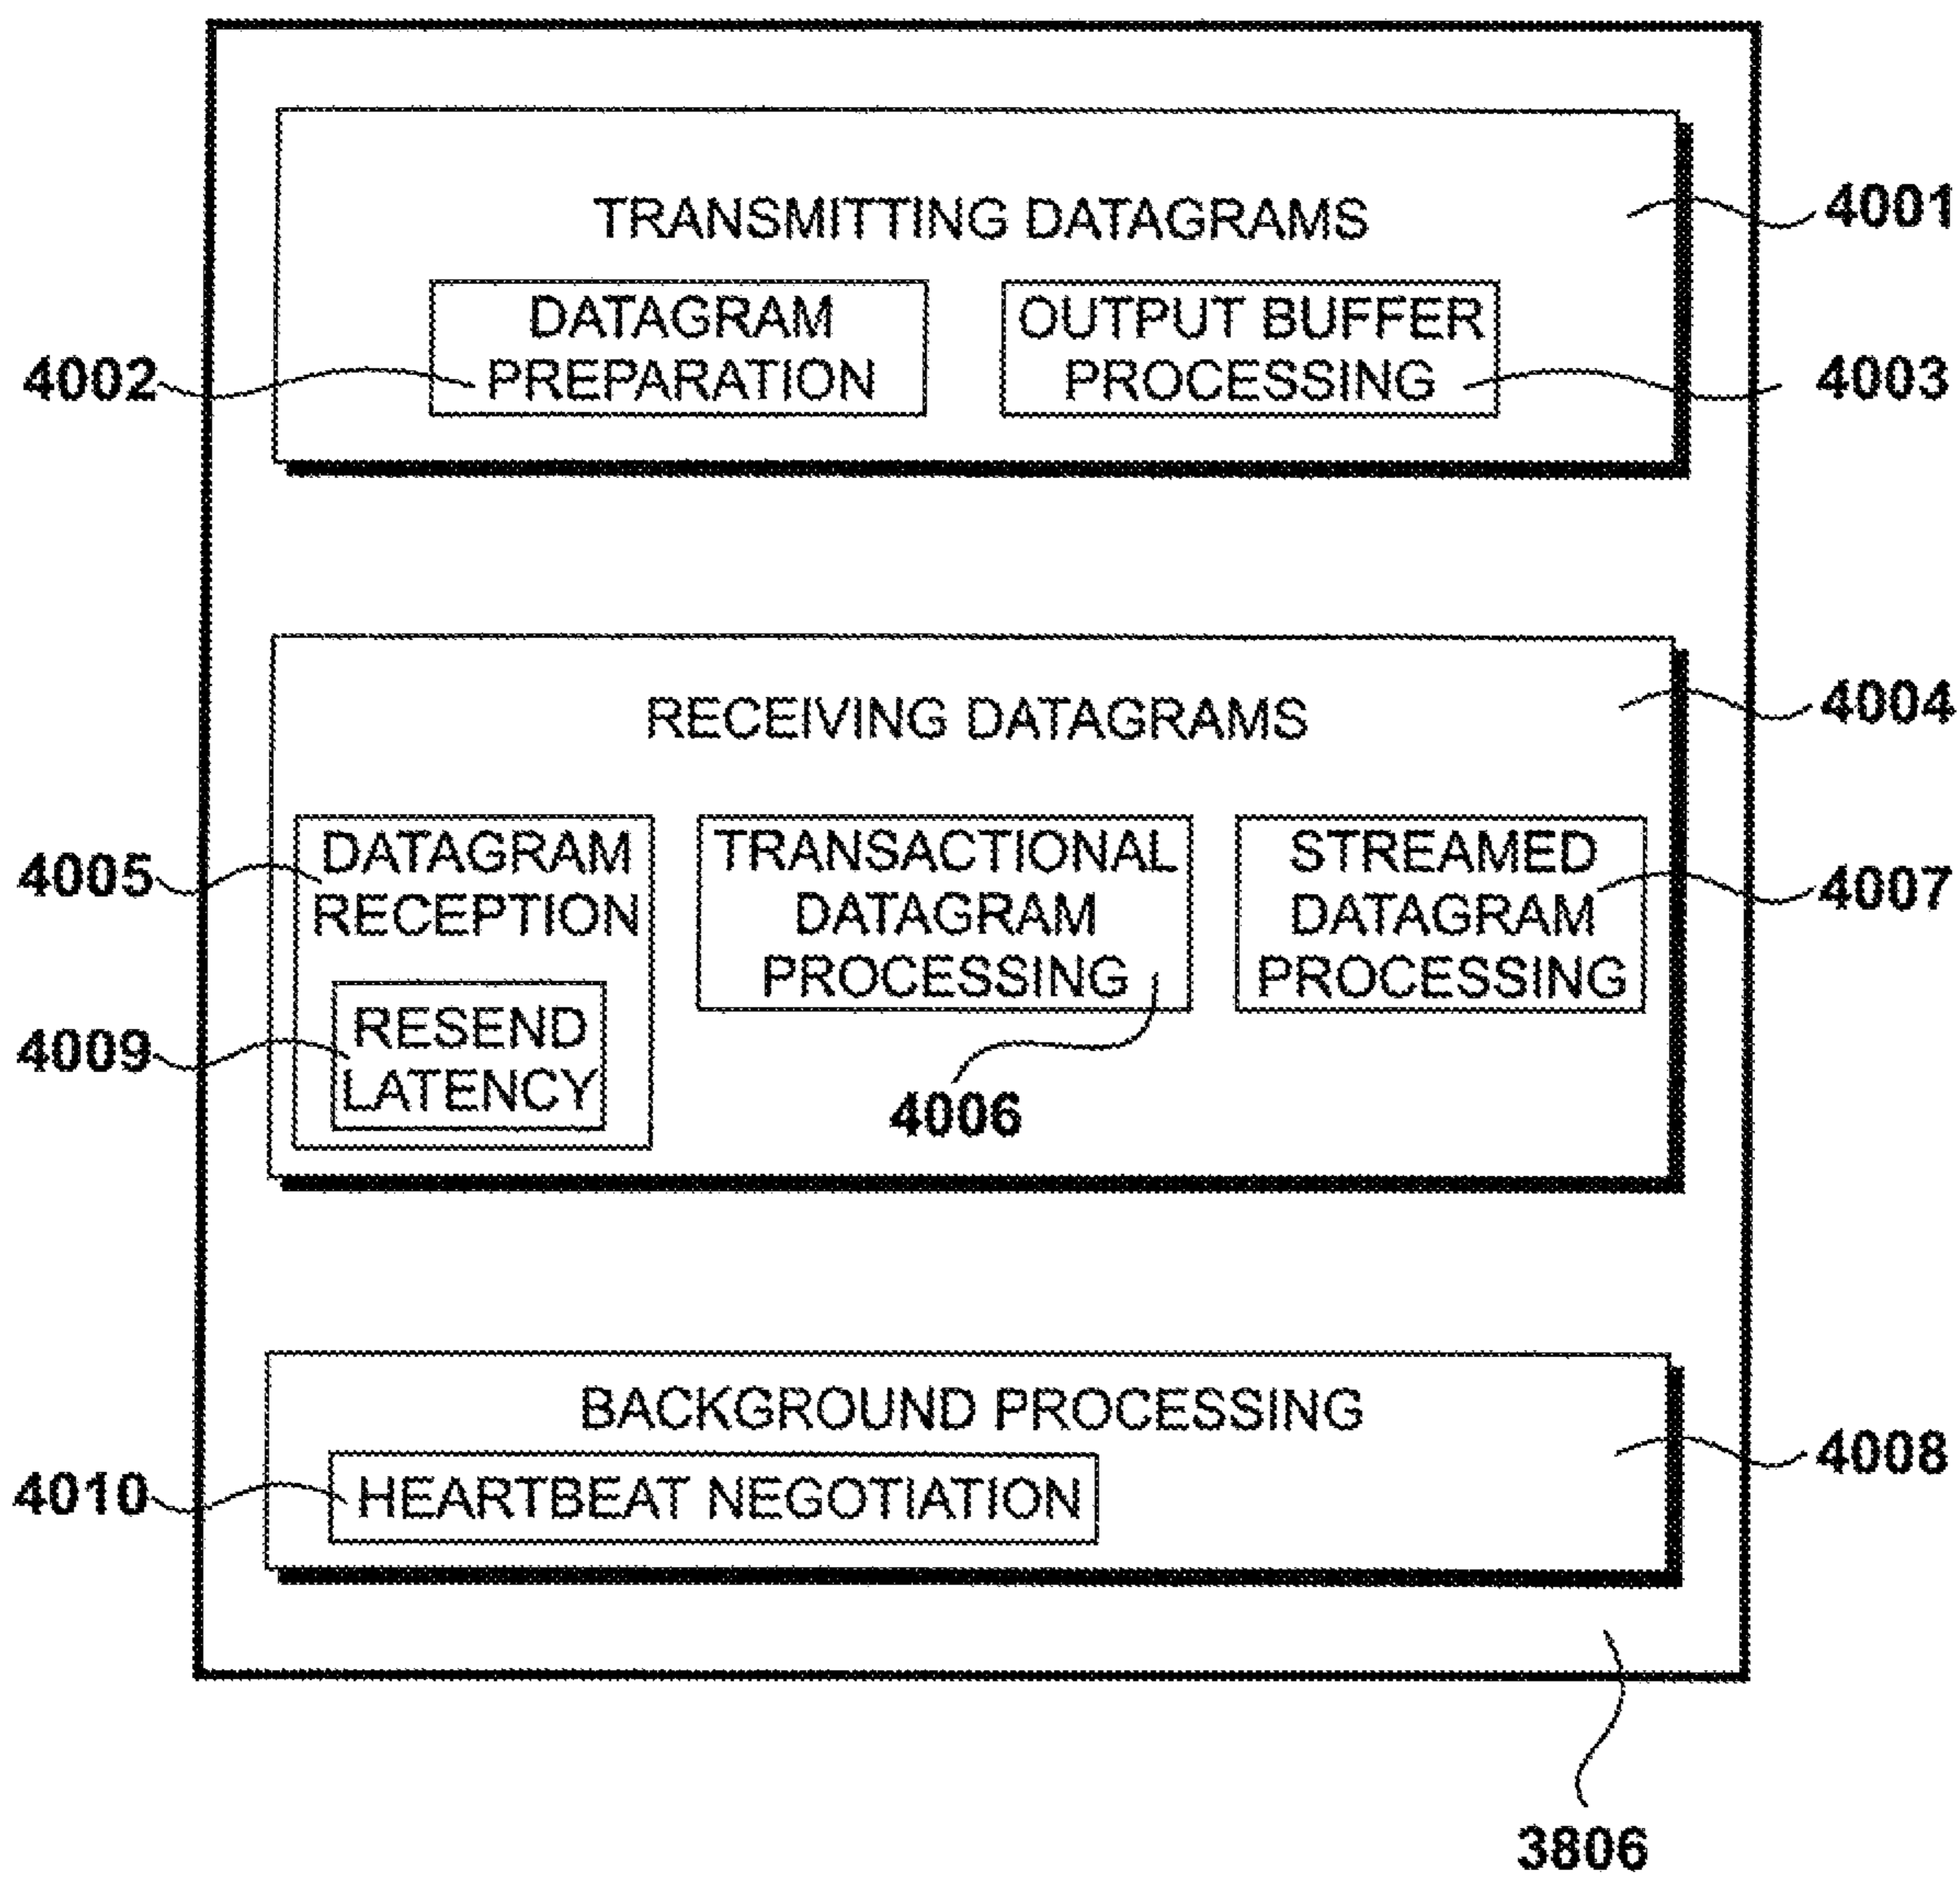 TRANSMITTING DATAGRAMS
4001
DATAGRAM
PREPARATION
4002
OUTPUT BUFFER
PROCESSING
4003
RECEIVING DATAGRAMS
4004
DATAGRAM
RECEPTION
4005
RESEND
LATENCY
4009
TRANSACTIONAL
DATAGRAM
PROCESSING
4006
STREAMED
DATAGRAM
PROCESSING
4007
BACKGROUND PROCESSING
4008
HEARTBEAT NEGOTIATION
4010
3806